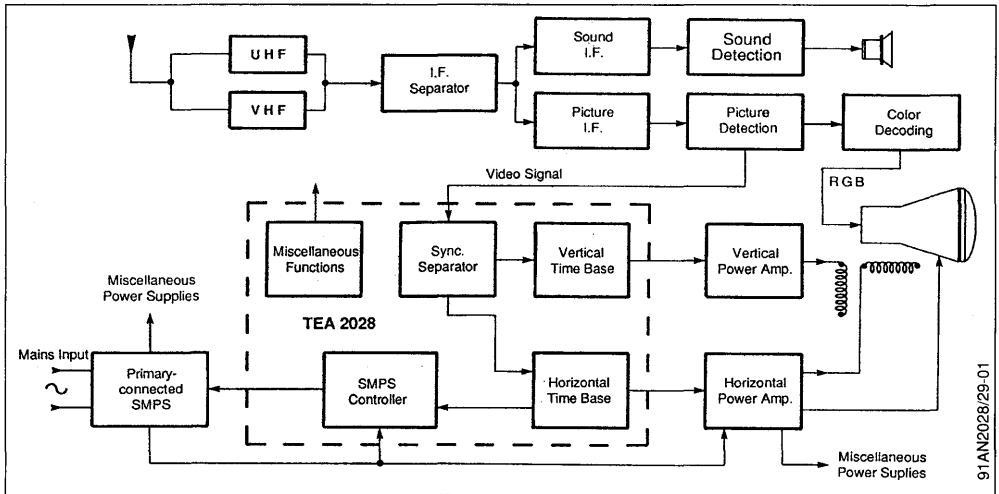 UHF
VHF
I.F.
Separator
Sound
I.F.
Sound
Detection
Picture
I.F.
Picture
Detection
Color
Decoding
Video Signal
RGB
Miscellaneous
Functions
Sync.
Separator
Vertical
Time Base
Vertical
Power Amp.
Miscellaneous
Power Supplies
TEA 2028
Mains Input
Primary-
connected
SMPS
SMPS
Controller
Horizontal
Time Base
Horizontal
Power Amp.
Miscellaneous
Power Suplies
91AN2028/29-01